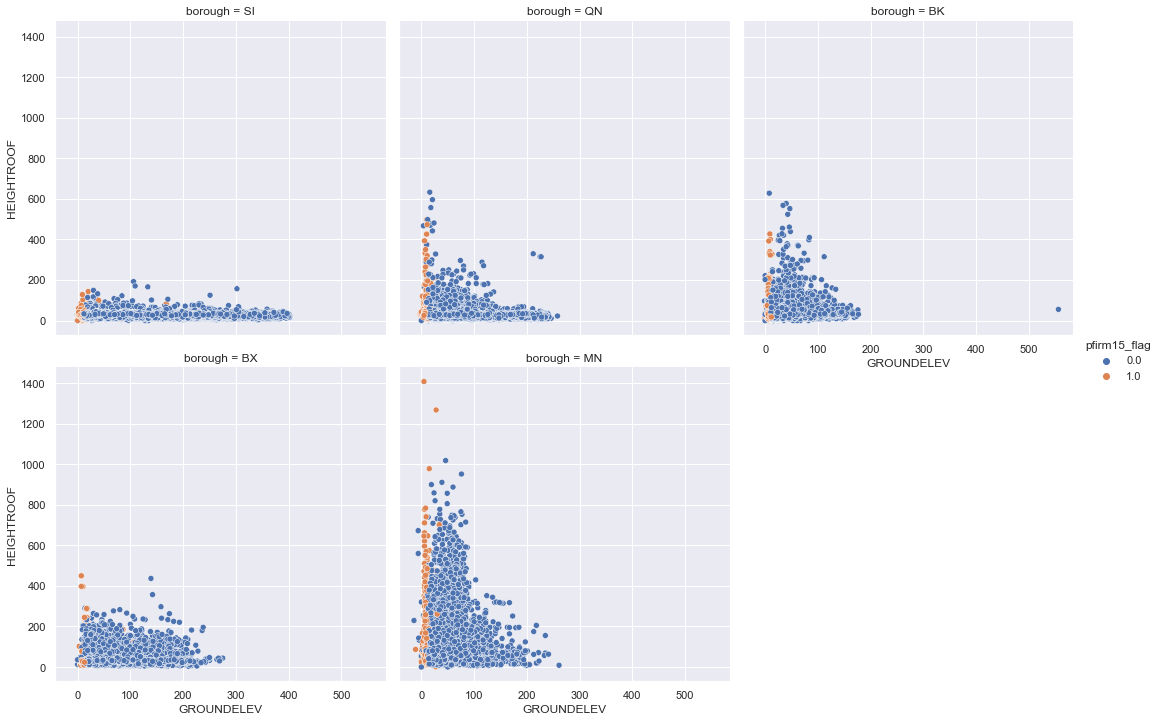 borough = SI
borough = QN
borough = BK
1400
1200
1000
800
600
400
200
0
HEIGHTROOF
0 100 200 300 400 500
GROUNDELEV
pfirm15_flag
0.0
1.0
borough = BX
borough = MN
1400
1200
1000
800
600
400
200
0
HEIGHTROOF
0 100 200 300 400 500
GROUNDELEV
0 100 200 300 400 500
GROUNDELEV